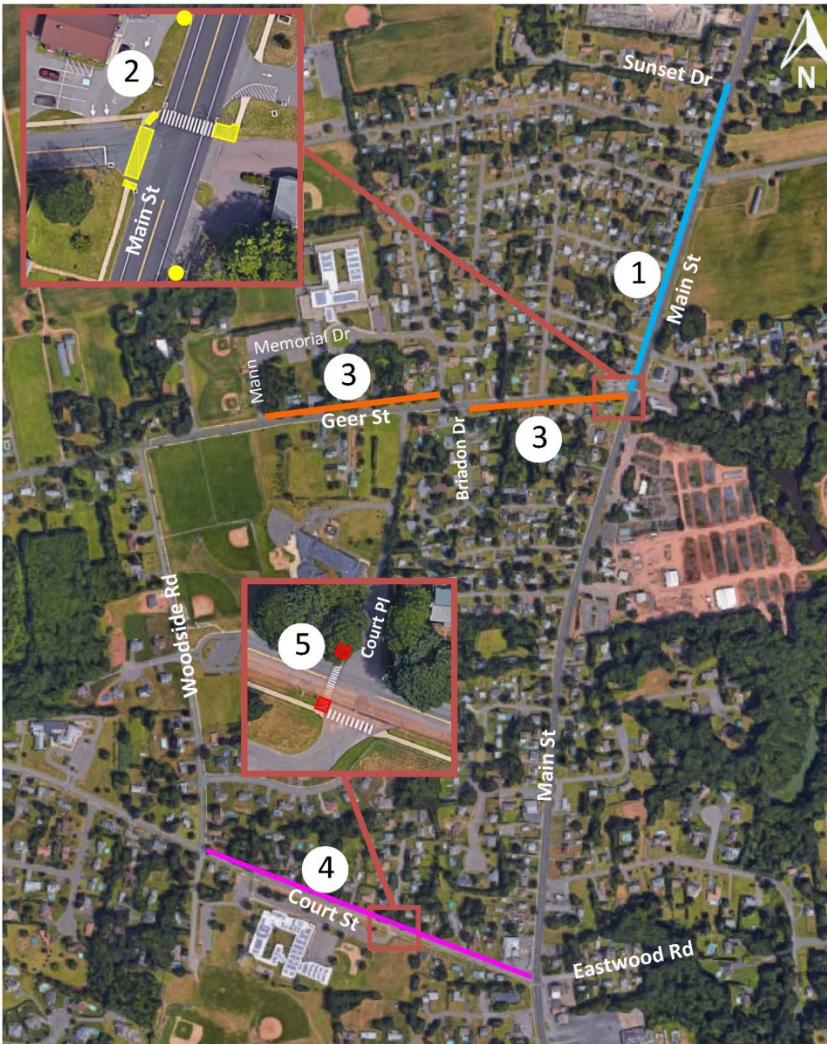 2
Main St
Sunset Dr
N
1
Main St
Memorial Dr
Mann
3
Geer St
3
Briadon Dr
Woodside Rd
5
Court Pl
Main St
4
Court St
Eastwood Rd